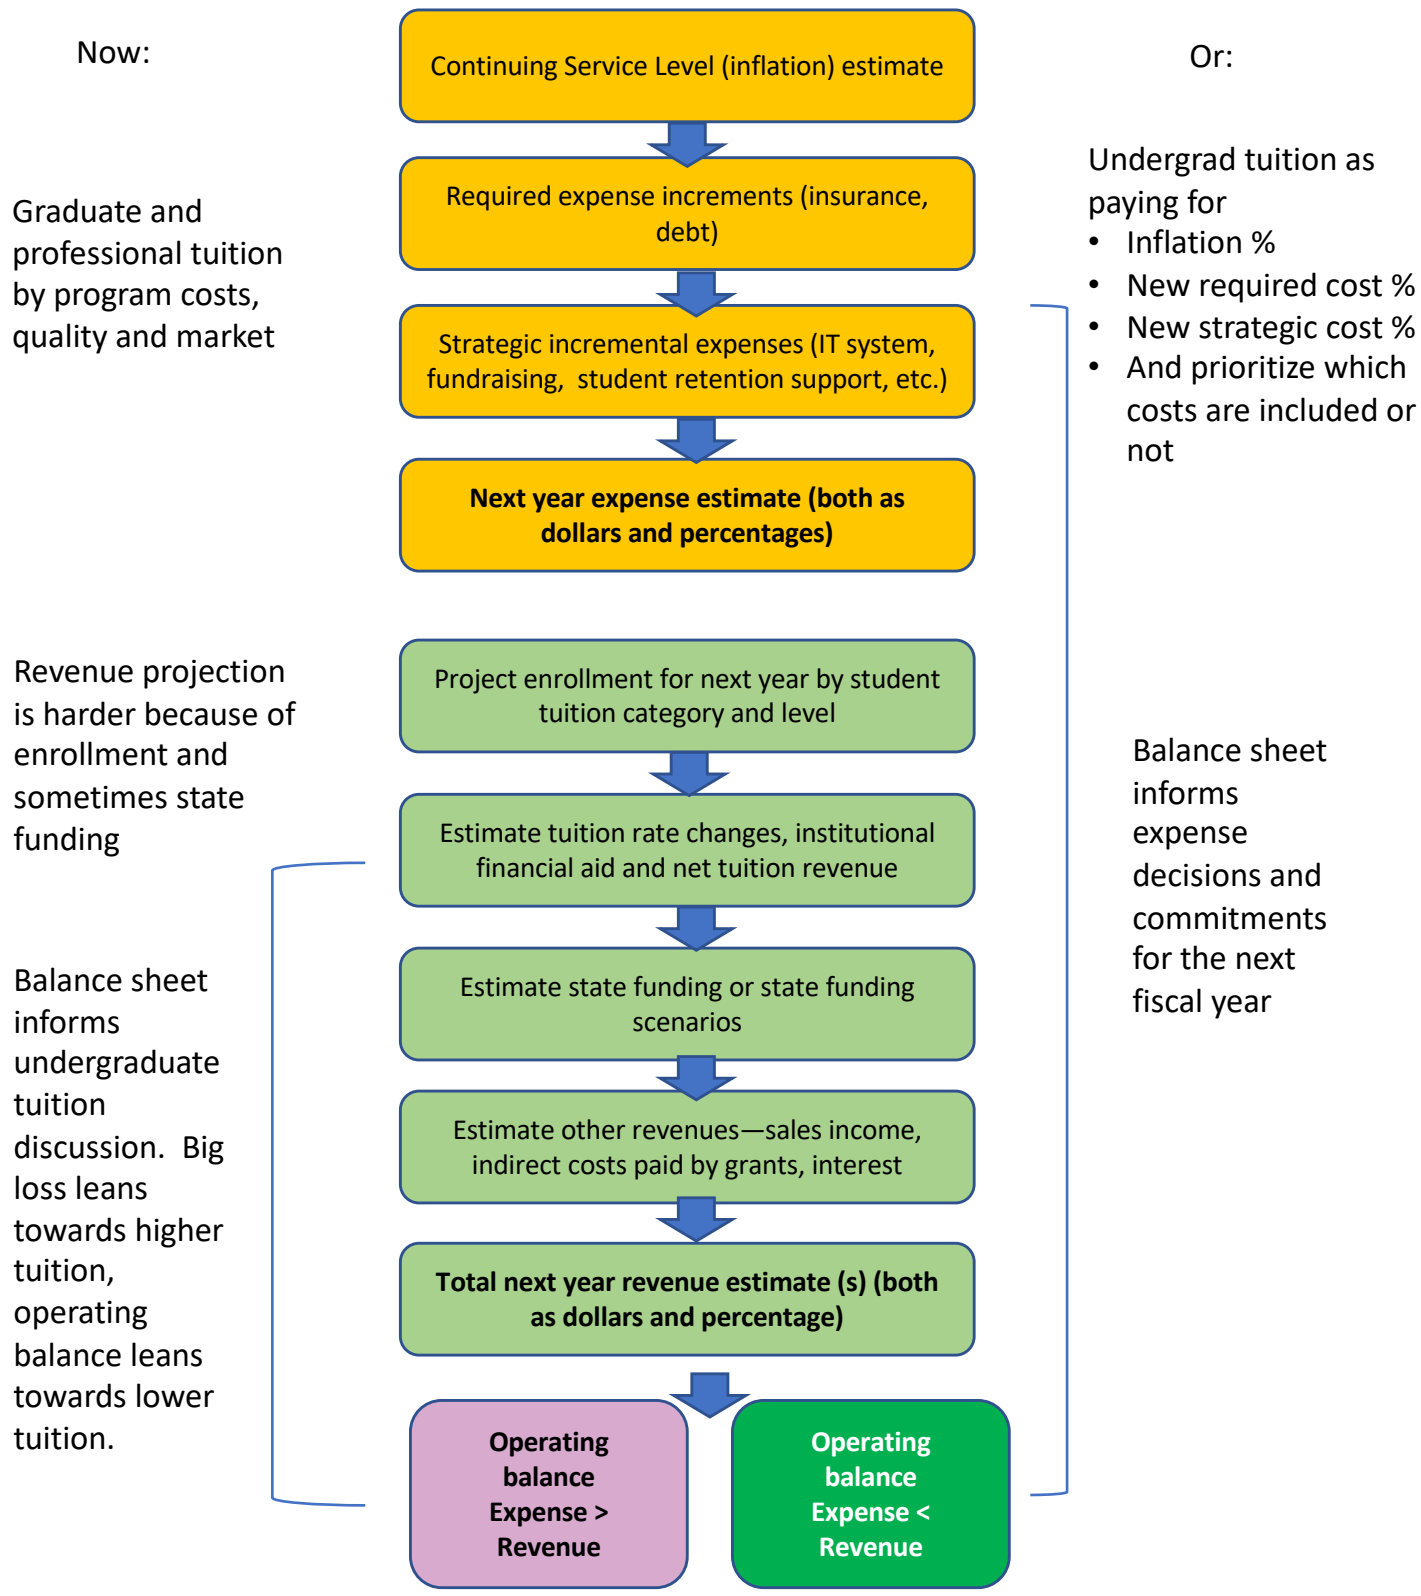 Now:
Graduate and
professional tuition
by program costs,
quality and market
Revenue projection
is harder because of
enrollment and
sometimes state
funding
Balance sheet
informs
undergraduate
tuition
discussion.  Big
loss leans
towards higher
tuition,
operating
balance leans
towards lower
tuition.
Continuing Service Level (inflation) estimate
Required expense increments (insurance,
debt)
Strategic incremental expenses (IT system,
fundraising,  student retention support, etc.)
Next year expense estimate (both as
dollars and percentages)
Project enrollment for next year by student
tuition category and level
Estimate tuition rate changes, institutional
financial aid and net tuition revenue
Estimate state funding or state funding
scenarios
Estimate other revenues—sales income,
indirect costs paid by grants, interest
Total next year revenue estimate (s) (both
as dollars and percentage)
Operating
balance
Expense >
Revenue
Operating
balance
Expense <
Revenue
Or:
Undergrad tuition as
paying for
• Inflation %
• New required cost %
• New strategic cost %
• And prioritize which
costs are included or
not
Balance sheet
informs
expense
decisions and
commitments
for the next
fiscal year